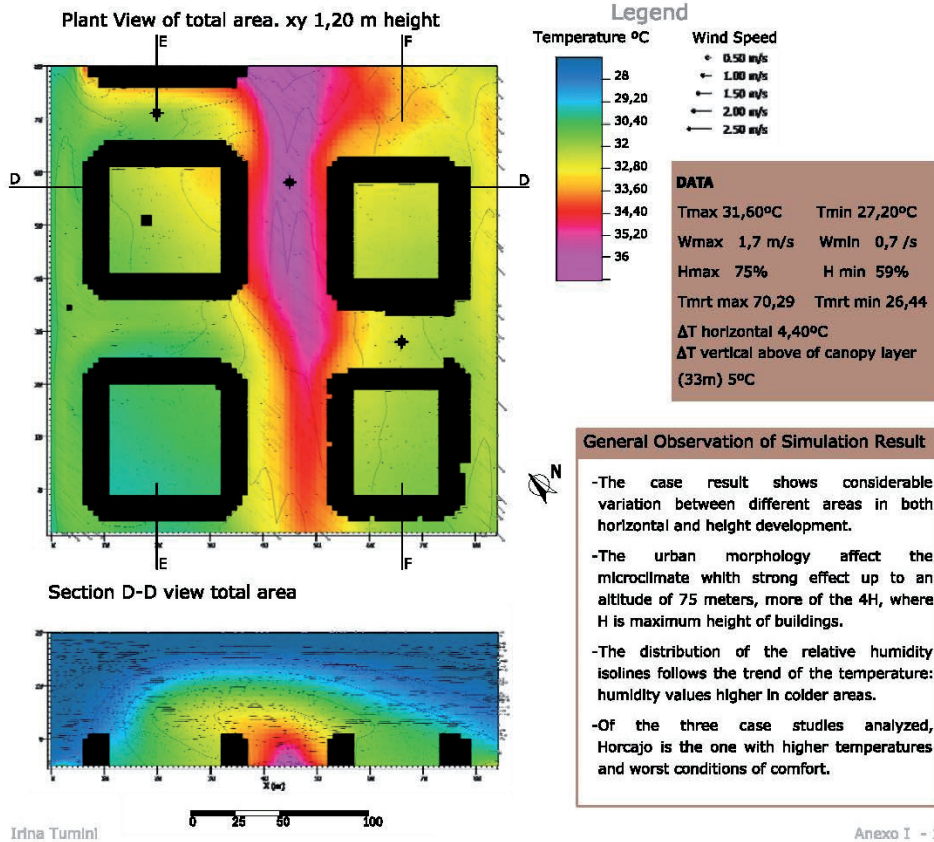 Plant View of total area. xy 1,20 m height
Legend
Temperature ºC
Wind Speed
0.50 m/s
1.00 m/s
1.50 m/s
2.00 m/s
2.50 m/s
28
29,20
30,40
32
32,80
33,60
34,40
35,20
36
E
F
D
D
E
F
N
DATA
Tmax 31,60ºC Tmin 27,20ºC
Wmax 1,7 m/s Wmin 0,7 /s
Hmax 75% H min 59%
Tmrt max 70,29 Tmrt min 26,44
ΔT horizontal 4,40ºC
ΔT vertical above of canopy layer
(33m) 5ºC
General Observation of Simulation Result
-The case result shows considerable
variation between different areas in both
horizontal and height development.
-The urban morphology affect the
microclimate whith strong effect up to an
altitude of 75 meters, more of the 4H, where
H is maximum height of buildings.
-The distribution of the relative humidity
isolines follows the trend of the temperature:
humidity values higher in colder areas.
-Of the three case studies analyzed,
Horcajo is the one with higher temperatures
and worst conditions of comfort.
Section D-D view total area
X (m)
0 25 50 100
Irina Tumini
Anexo I -